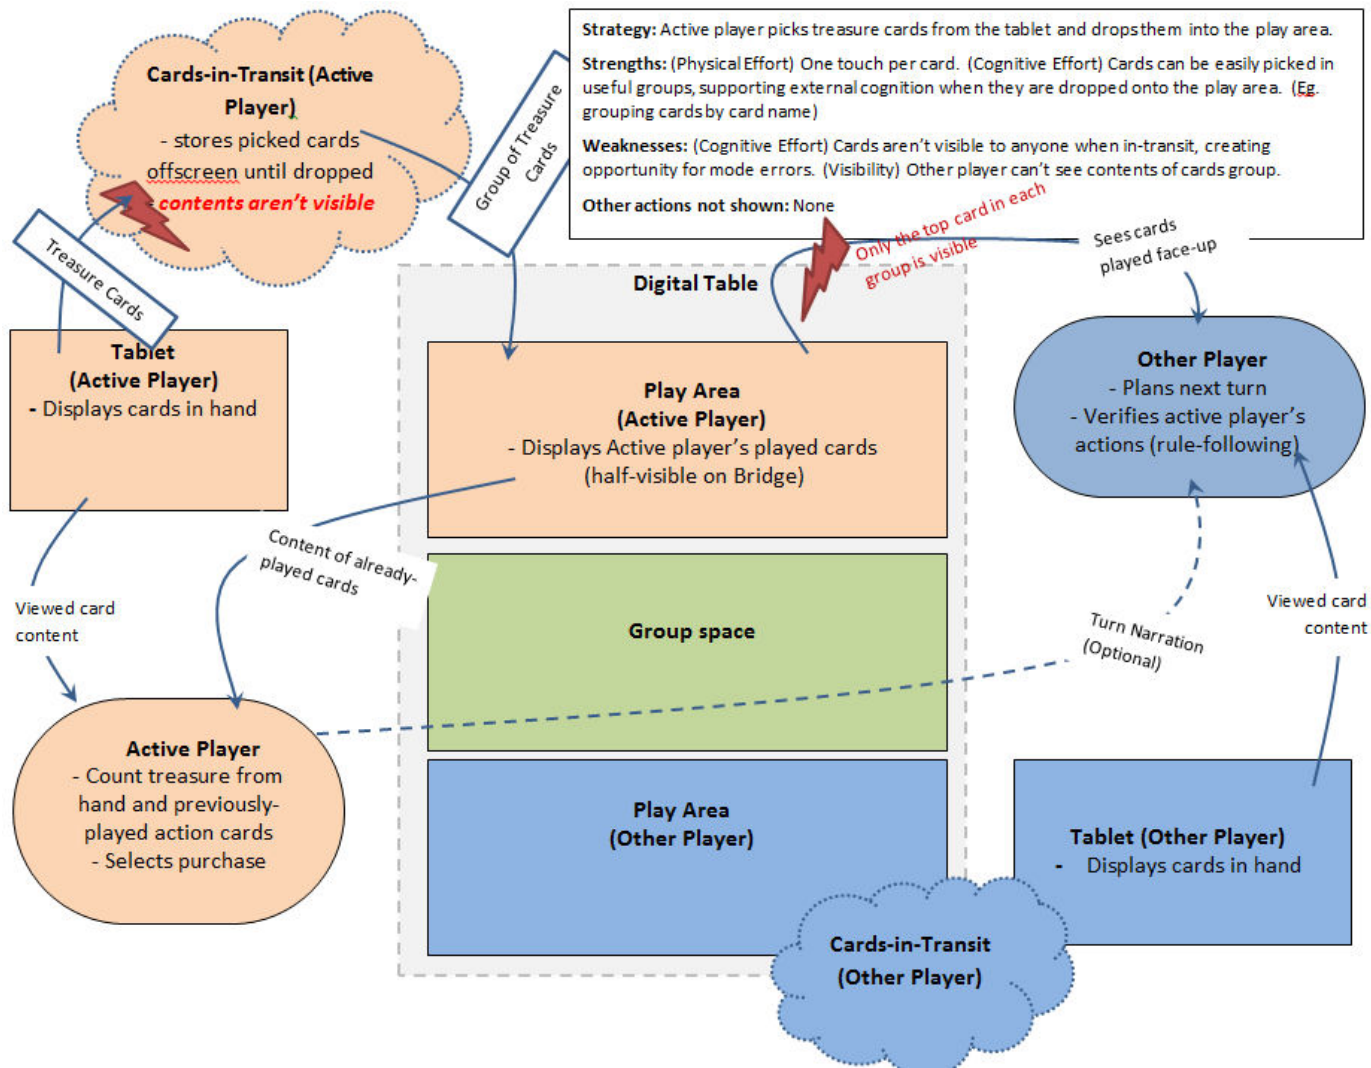 Strategy: Active player picks treasure cards from the tablet and drops them into the play area.
Strengths: (Physical Effort) One touch per card. (Cognitive Effort) Cards can be easily picked in
useful groups, supporting external cognition when they are dropped onto the play area. (Eg.
grouping cards by card name)
Weaknesses: (Cognitive Effort) Cards aren't visible to anyone when in-transit, creating
opportunity for mode errors. (Visibility) Other player can't see contents of cards group.
Other actions not shown: None
Cards-in-Transit (Active
Player)
- stores picked cards
offscreen until dropped
- contents aren't visible
Group of Treasure
Cards
Treasure Cards
Only the top card in each
group is visible
Sees cards
played face-up
Digital Table
Tablet
(Active Player)
- Displays cards in hand
Play Area
(Active Player)
- Displays Active player's played cards
(half-visible on Bridge)
Other Player
- Plans next turn
- Verifies active player's
actions (rule-following)
Content of already-
played cards
Viewed card
content
Group space
Turn Narration
(Optional)
Viewed card
content
Active Player
- Count treasure from
hand and previously-
played action cards
- Selects purchase
Play Area
(Other Player)
Tablet (Other Player)
- Displays cards in hand
Cards-in-Transit
(Other Player)